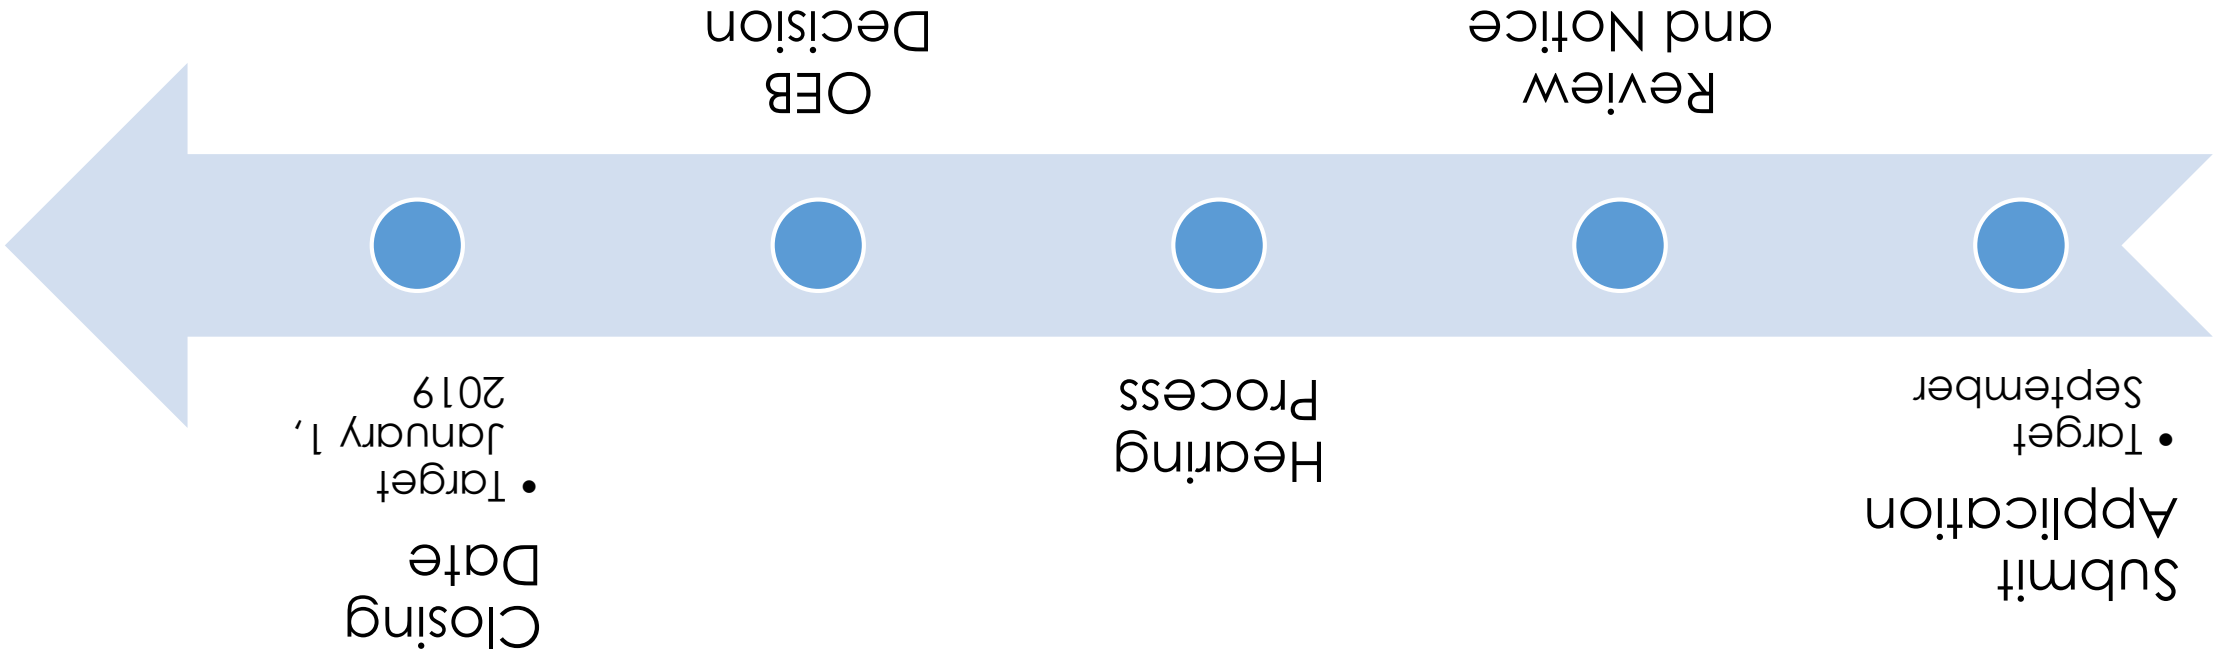 Submit
Application
• Target
September
Review
and Notice
Hearing
Process
OEB
Decision
Closing
Date
• Target
January 1,
2019